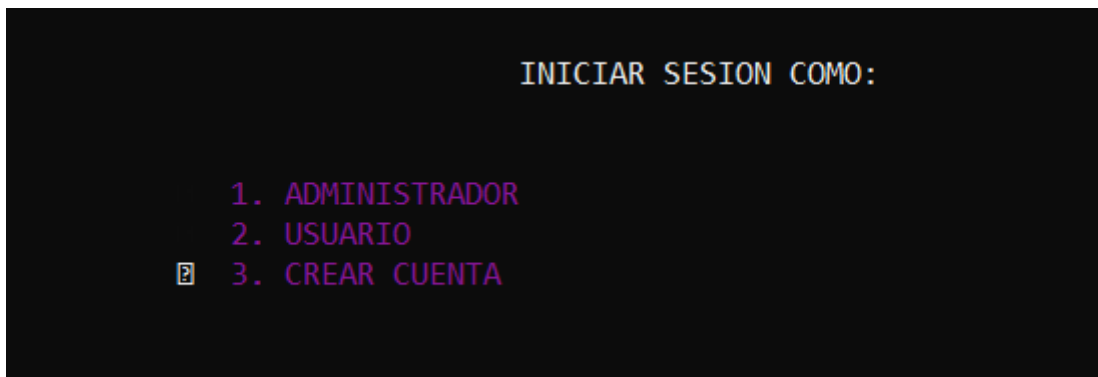 INICIAR SESION COMO:
1. ADMINISTRADOR
2. USUARIO
3. CREAR CUENTA